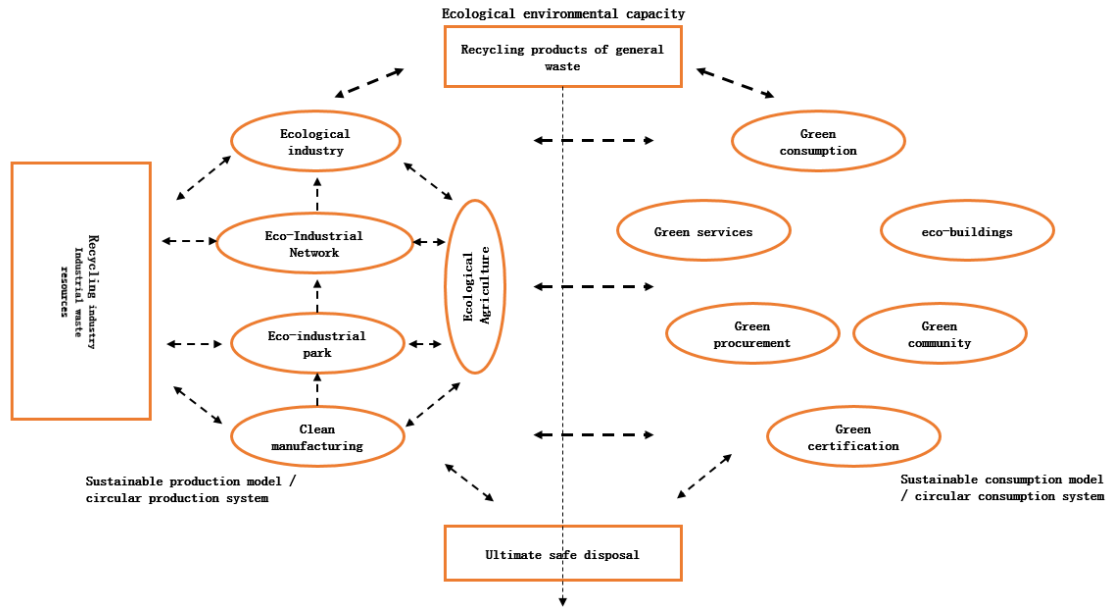 Ecological environmental capacity
Recycling products of general
waste
Ecological
industry
Green
consumption
Recycling industry
Industrial waste
resources
Eco-Industrial
Network
Ecological
Agriculture
Green services
eco-buildings
Eco-industrial
park
Green
procurement
Green
community
Clean
manufacturing
Green
certification
Sustainable production model /
circular production system
Sustainable consumption model
/ circular consumption system
Ultimate safe disposal